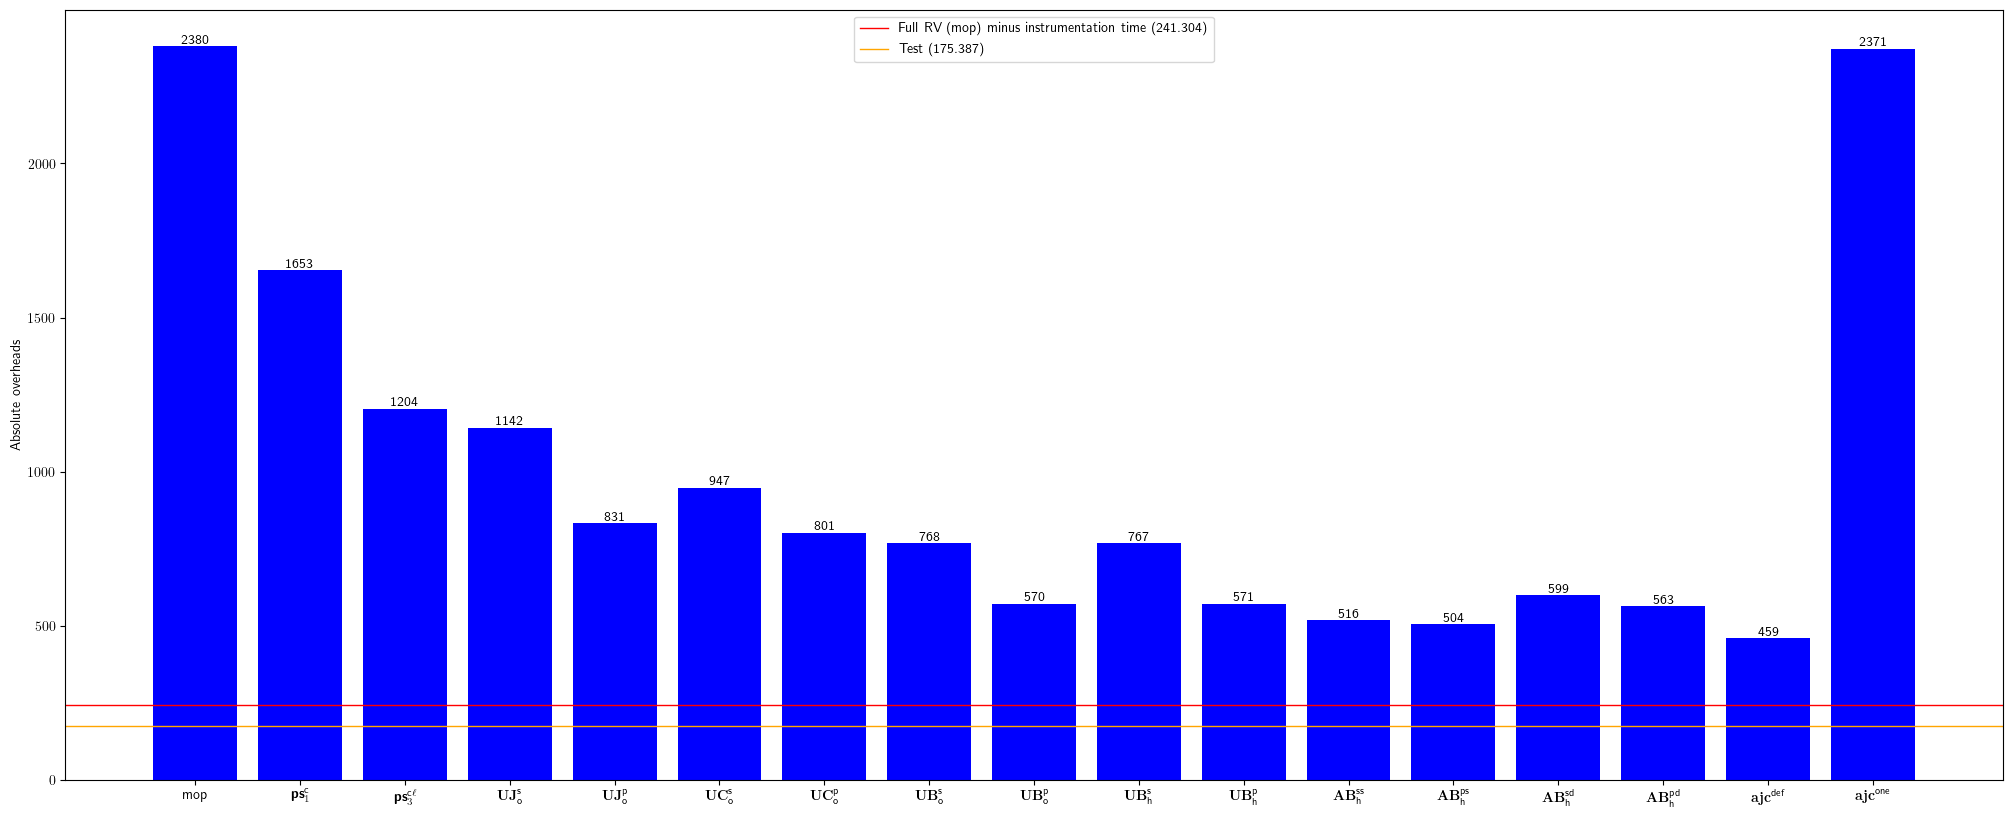 Full RV (mop) minus instrumentation time (241.304)
Test (175.387)
Absolute overheads
2000
1500
1000
500
0
2380
1653
1204
1142
831
947
801
768
570
767
571
516
504
599
563
459
2371
mop
ps₁ᶜ
ps₃ᶜℓ
UJₒˢ
UJₒᵖ
UCₒˢ
UCₒᵖ
UBₒˢ
UBₒᵖ
UBₕˢ
UBₕᵖ
ABₕˢˢ
ABₕᵖˢ
ABₕˢᵈ
ABₕᵖᵈ
ajcᵈᵉᶠ
ajcᵒⁿᵉ